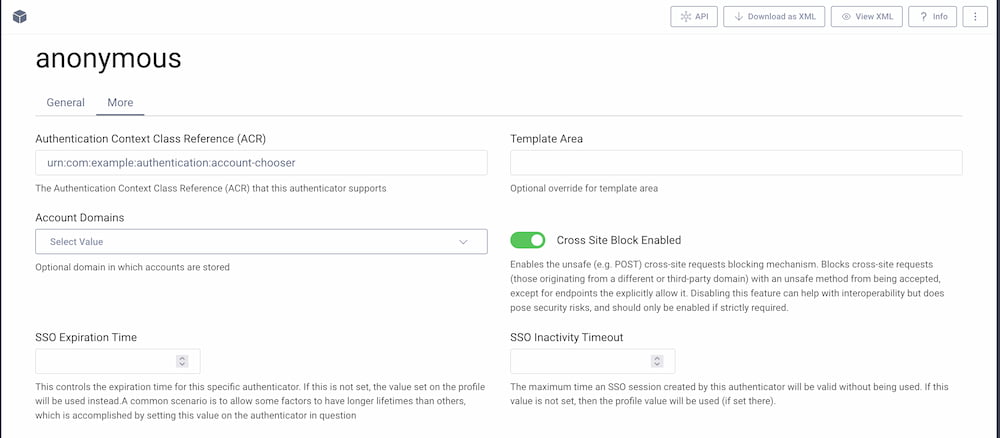 API
Download as XML
View XML
? Info
anonymous
General
More
Authentication Context Class Reference (ACR)
urn:com:example:authentication:account-chooser
The Authentication Context Class Reference (ACR) that this authenticator supports
Template Area
Optional override for template area
Account Domains
Select Value
Optional domain in which accounts are stored
Cross Site Block Enabled
Enables the unsafe (e.g. POST) cross-site requests blocking mechanism. Blocks cross-site requests
(those originating from a different or third-party domain) with an unsafe method from being accepted,
except for endpoints the explicitly allow it. Disabling this feature can help with interoperability but does
pose security risks, and should only be enabled if strictly required.
SSO Expiration Time
This controls the expiration time for this specific authenticator. If this is not set, the value set on the profile
will be used instead.A common scenario is to allow some factors to have longer lifetimes than others,
which is accomplished by setting this value on the authenticator in question
SSO Inactivity Timeout
The maximum time an SSO session created by this authenticator will be valid without being used. If this
value is not set, then the profile value will be used (if set there).